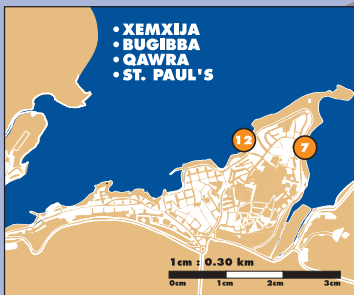 • XEMXIJA
• BUGIBBA
• QAWRA
• ST. PAUL'S
12
7
1cm : 0.30 km
0cm 1cm 2cm 3cm